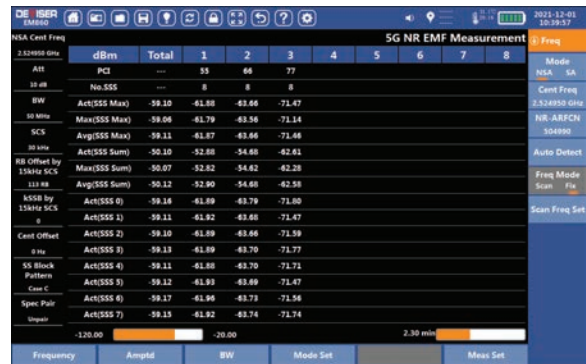 DEVISER
EM860
2021-12-01
10:39:57
NSA Cent Freq
2.524950 GHz
Att
10 dB
BW
50 MHz
SCS
30 kHz
RB Offset by
15kHz SCS
113 RB
kSSB by
15kHz SCS
0
Cent Offset
0 Hz
SS Block
Pattern
Case C
Spec Pair
Unpair
5G NR EMF Measurement
dBm Total 1 2 3 4 5 6 7 8
PCI --- 55 66 77
No.SSS --- 8 8 8
Act(SSS Max) -59.10 -61.88 -63.66 -71.47
Max(SSS Max) -59.06 -61.79 -63.56 -71.14
Avg(SSS Max) -59.11 -61.87 -63.66 -71.46
Act(SSS Sum) -50.10 -52.88 -54.68 -62.61
Max(SSS Sum) -50.07 -52.82 -54.62 -62.28
Avg(SSS Sum) -50.12 -52.90 -54.68 -62.58
Act(SSS 0) -59.16 -61.89 -63.79 -71.80
Act(SSS 1) -59.11 -61.92 -63.68 -71.47
Act(SSS 2) -59.10 -61.89 -63.66 -71.59
Act(SSS 3) -59.13 -61.89 -63.70 -71.77
Act(SSS 4) -59.11 -61.88 -63.70 -71.71
Act(SSS 5) -59.12 -61.93 -63.69 -71.47
Act(SSS 6) -59.17 -61.96 -63.73 -71.56
Act(SSS 7) -59.15 -61.92 -63.74 -71.74
-120.00 -20.00 2.30 min
Freq
Mode
NSA SA
Cent Freq
2.524950 GHz
NR-ARFCN
504990
Auto Detect
Freq Mode
Scan Fix
Scan Freq Set
Frequency Amptd BW Mode Set Meas Set